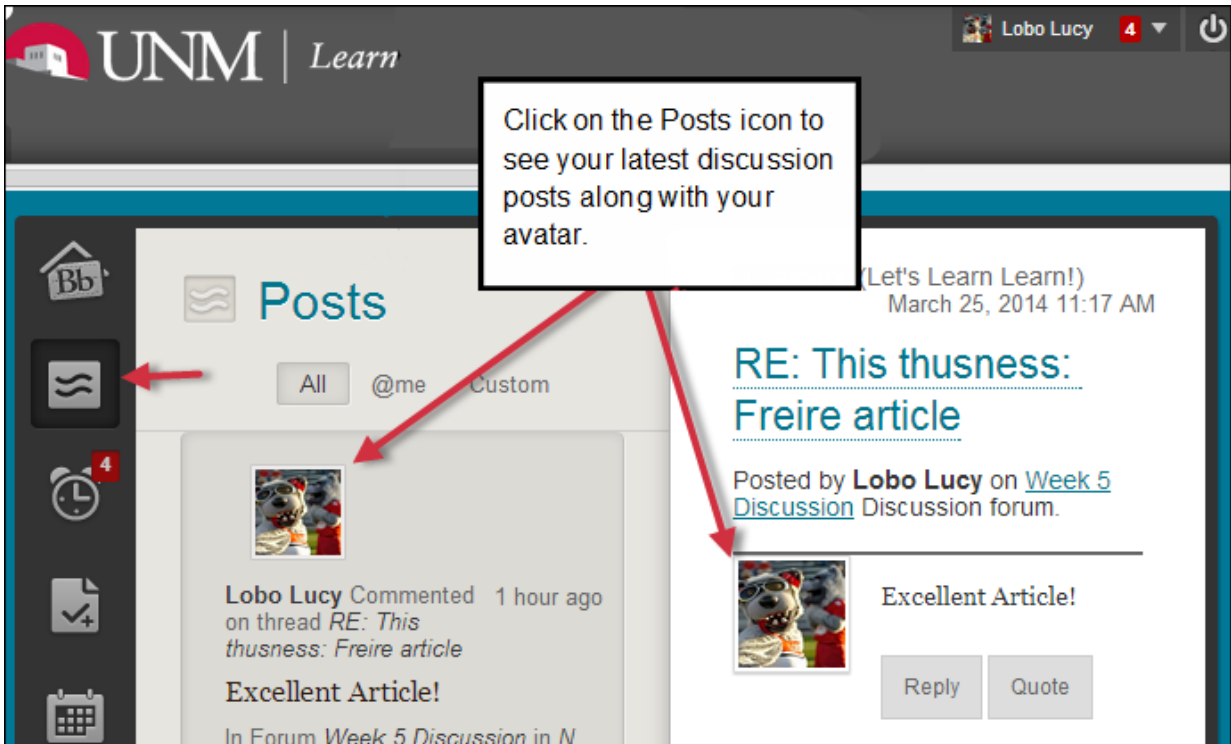 UNM | Learn
Lobo Lucy 4
Click on the Posts icon to
see your latest discussion
posts along with your
avatar.
Bb
4
Posts
All @me Custom
Lobo Lucy Commented 1 hour ago
on thread RE: This
thusness: Freire article
Excellent Article!
In Forum Week 5 Discussion in N
(Let's Learn Learn!)
March 25, 2014 11:17 AM
RE: This thusness:
Freire article
Posted by Lobo Lucy on Week 5
Discussion Discussion forum.
Excellent Article!
Reply Quote